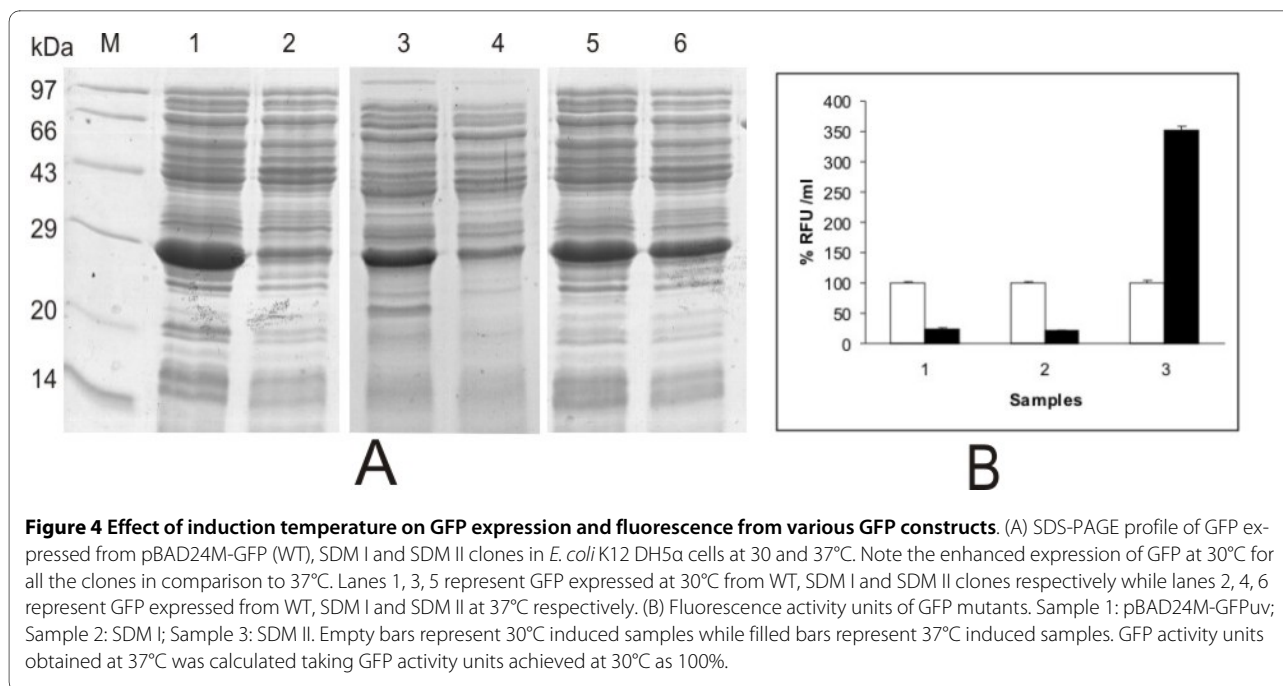 kDa M 1 2 3 4 5 6
97
66
43
29
20
14
A
400
350
300
250
200
150
100
50
0
% RFU /ml
1 2 3
Samples
B
Figure 4 Effect of induction temperature on GFP expression and fluorescence from various GFP constructs. (A) SDS-PAGE profile of GFP ex-
pressed from pBAD24M-GFP (WT), SDM I and SDM II clones in E. coli K12 DH5α cells at 30 and 37°C. Note the enhanced expression of GFP at 30°C for
all the clones in comparison to 37°C. Lanes 1, 3, 5 represent GFP expressed at 30°C from WT, SDM I and SDM II clones respectively while lanes 2, 4, 6
represent GFP expressed from WT, SDM I and SDM II at 37°C respectively. (B) Fluorescence activity units of GFP mutants. Sample 1: pBAD24M-GFPuv;
Sample 2: SDM I; Sample 3: SDM II. Empty bars represent 30°C induced samples while filled bars represent 37°C induced samples. GFP activity units
obtained at 37°C was calculated taking GFP activity units achieved at 30°C as 100%.